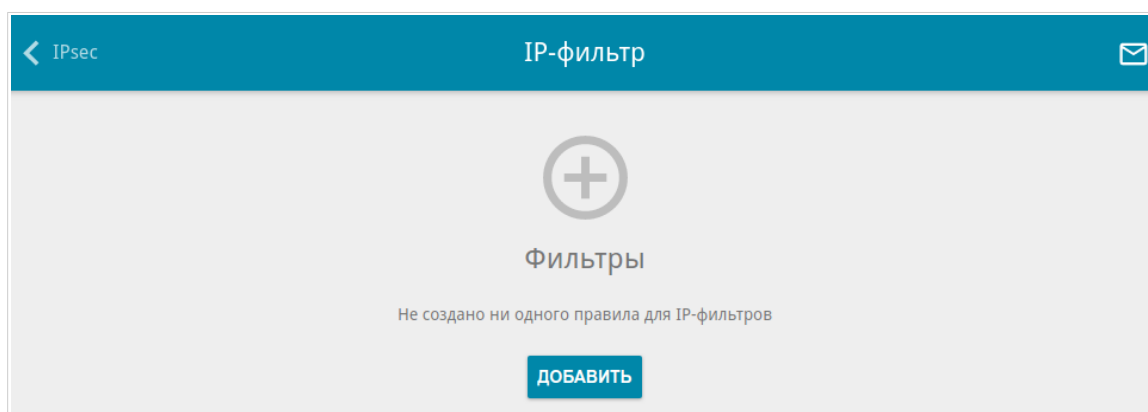 IPsec
IP-фильтр
Фильтры
Не создано ни одного правила для IP-фильтров
ДОБАВИТЬ